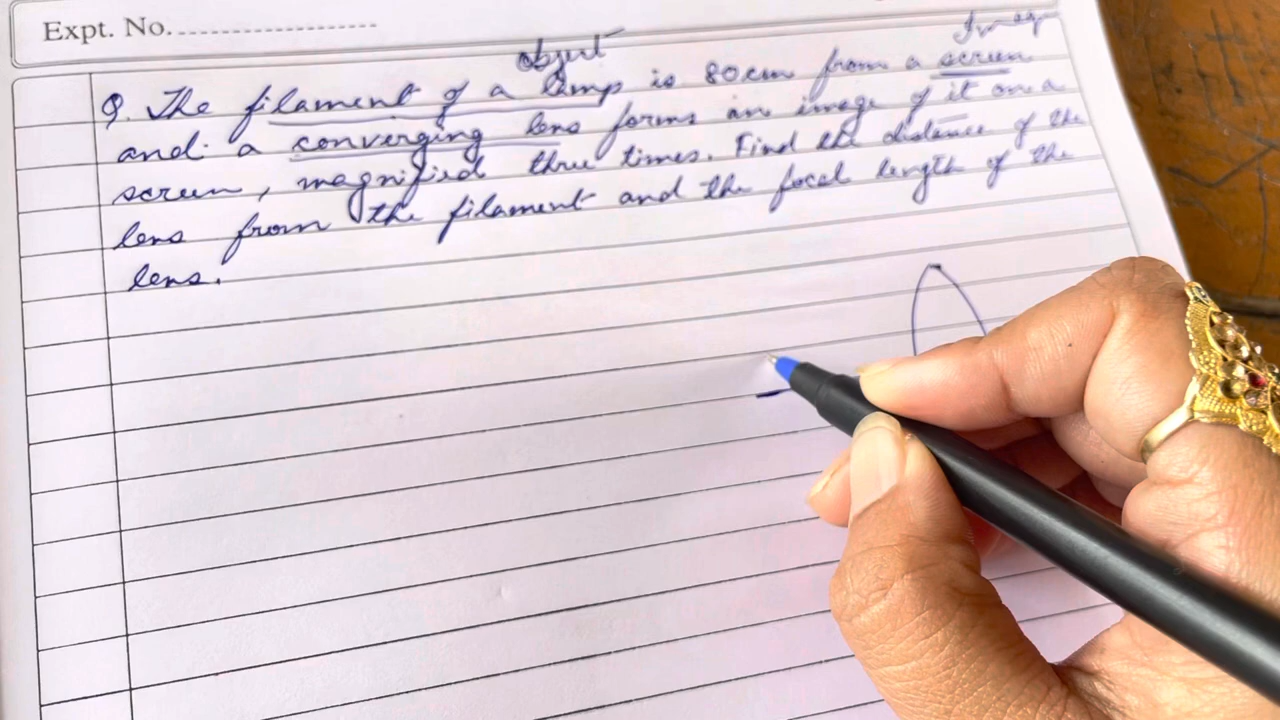 Expt. No.
object
Image
Q. The filament of a lamp is 80cm from a screen
and a converging lens forms an image of it on a
screen, magnified three times. Find the distance of the
lens from the filament and the focal length of the
lens.